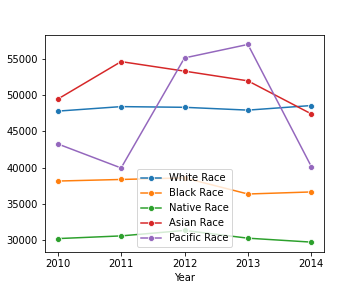 55000
50000
45000
40000
35000
30000
White Race
Black Race
Native Race
Asian Race
Pacific Race
2010 2011 2012 2013 2014
Year